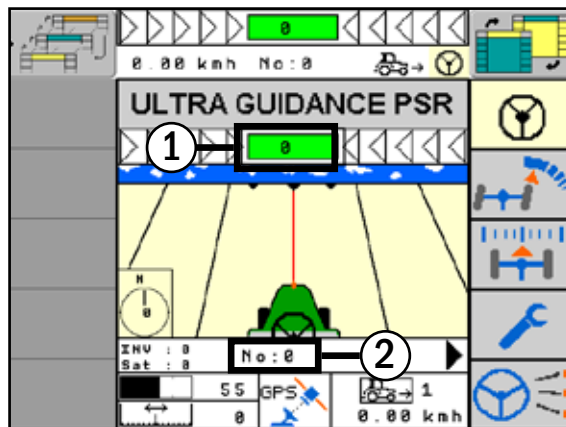 0
0.00 kmh No:0
ULTRA GUIDANCE PSR
1
0
N
0
INV : 0
Sat : 0
No:0
2
55
GPS
1
0
0.00 kmh